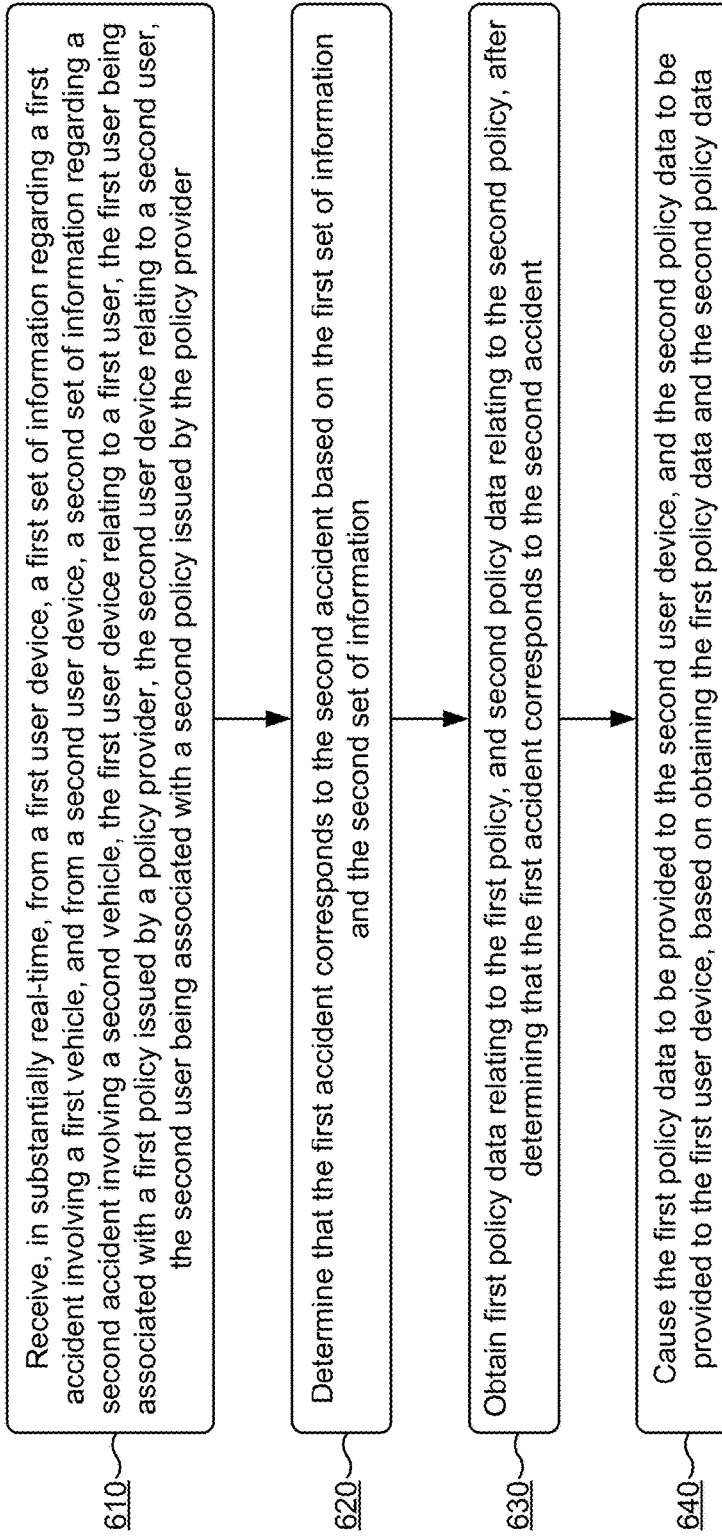 610
Receive, in substantially real-time, from a first user device, a first set of information regarding a first
accident involving a first vehicle, and from a second user device, a second set of information regarding a
second accident involving a second vehicle, the first user device relating to a first user, the first user being
associated with a first policy issued by a policy provider, the second user device relating to a second user,
the second user being associated with a second policy issued by the policy provider
620
Determine that the first accident corresponds to the second accident based on the first set of information
and the second set of information
630
Obtain first policy data relating to the first policy, and second policy data relating to the second policy, after
determining that the first accident corresponds to the second accident
640
Cause the first policy data to be provided to the second user device, and the second policy data to be
provided to the first user device, based on obtaining the first policy data and the second policy data